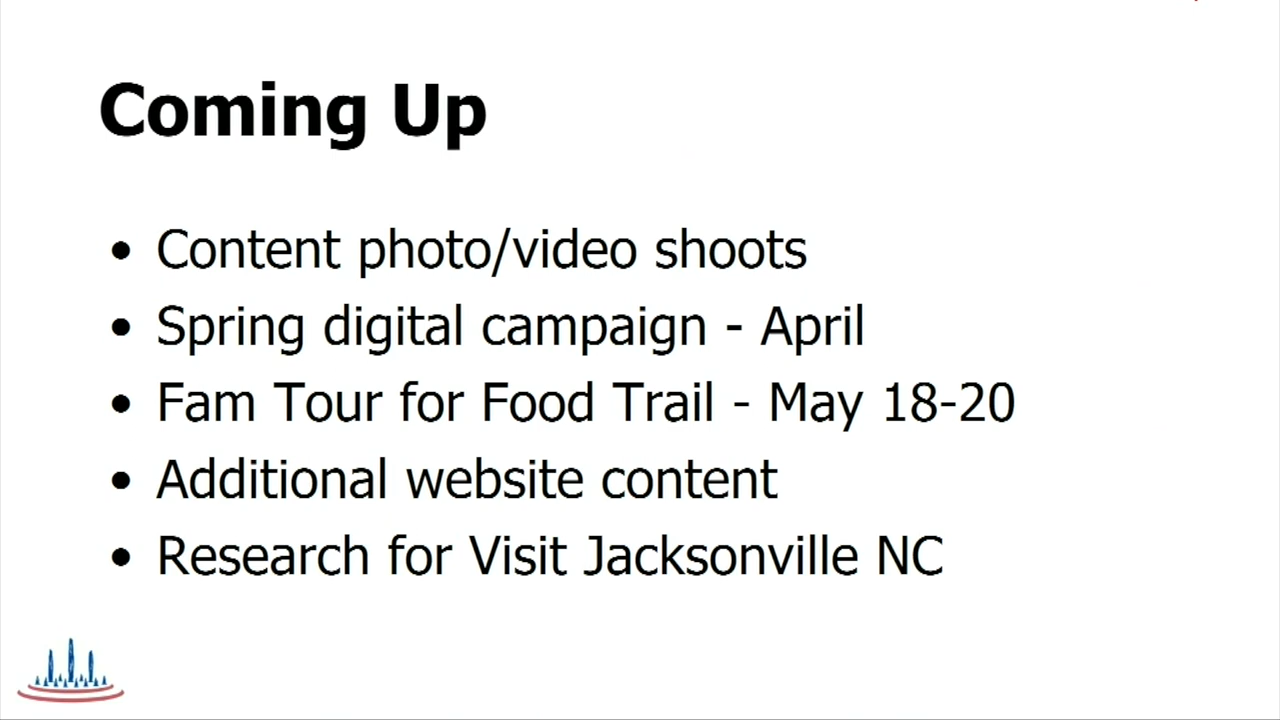 Coming Up
• Content photo/video shoots
• Spring digital campaign - April
• Fam Tour for Food Trail - May 18-20
• Additional website content
• Research for Visit Jacksonville NC